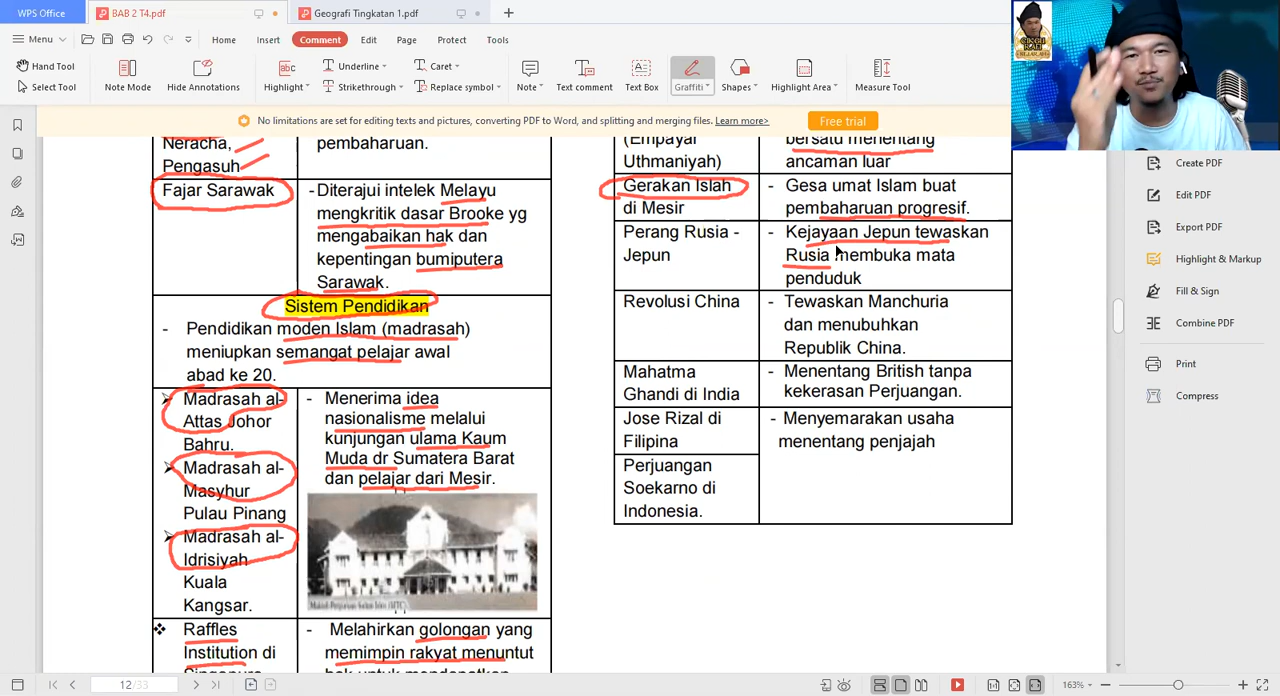 WPS Office
BAB 2 T4.pdf
Geografi Tingkatan 1.pdf
Menu
Home
Insert
Comment
Edit
Page
Protect
Tools
Hand Tool
Select Tool
Note Mode
Hide Annotations
Highlight
Underline
Strikethrough
Caret
Replace symbol
Note
Text comment
Text Box
Graffiti
Shapes
Highlight Area
Measure Tool
No limitations are set for editing texts and pictures, converting PDF to Word, and splitting and merging files. Learn more>
Free trial
Neracha,
Pengasuh
pembaharuan.
Fajar Sarawak
-Diterajui intelek Melayu
mengkritik dasar Brooke yg
mengabaikan hak dan
kepentingan bumiputera
Sarawak.
Sistem Pendidikan
- Pendidikan moden Islam (madrasah)
meniupkan semangat pelajar awal
abad ke 20.
Madrasah al-
Attas Johor
Bahru.
Madrasah al-
Masyhur
Pulau Pinang
Madrasah al-
Idrisiyah
Kuala
Kangsar.
- Menerima idea
nasionalisme melalui
kunjungan ulama Kaum
Muda dr Sumatera Barat
dan pelajar dari Mesir.
Raffles
Institution di
Singapura
- Melahirkan golongan yang
memimpin rakyat menuntut
hak untuk mendapatkan
(Empayar
Uthmaniyah)
bersatu menentang
ancaman luar
Gerakan Islah
di Mesir
- Gesa umat Islam buat
pembaharuan progresif.
Perang Rusia -
Jepun
- Kejayaan Jepun tewaskan
Rusia membuka mata
penduduk
Revolusi China
- Tewaskan Manchuria
dan menubuhkan
Republik China.
Mahatma
Ghandi di India
- Menentang British tanpa
kekerasan Perjuangan.
Jose Rizal di
Filipina
- Menyemarakan usaha
menentang penjajah
Perjuangan
Soekarno di
Indonesia.
Create PDF
Edit PDF
Export PDF
Highlight & Markup
Fill & Sign
Combine PDF
Print
Compress
12/33
163%